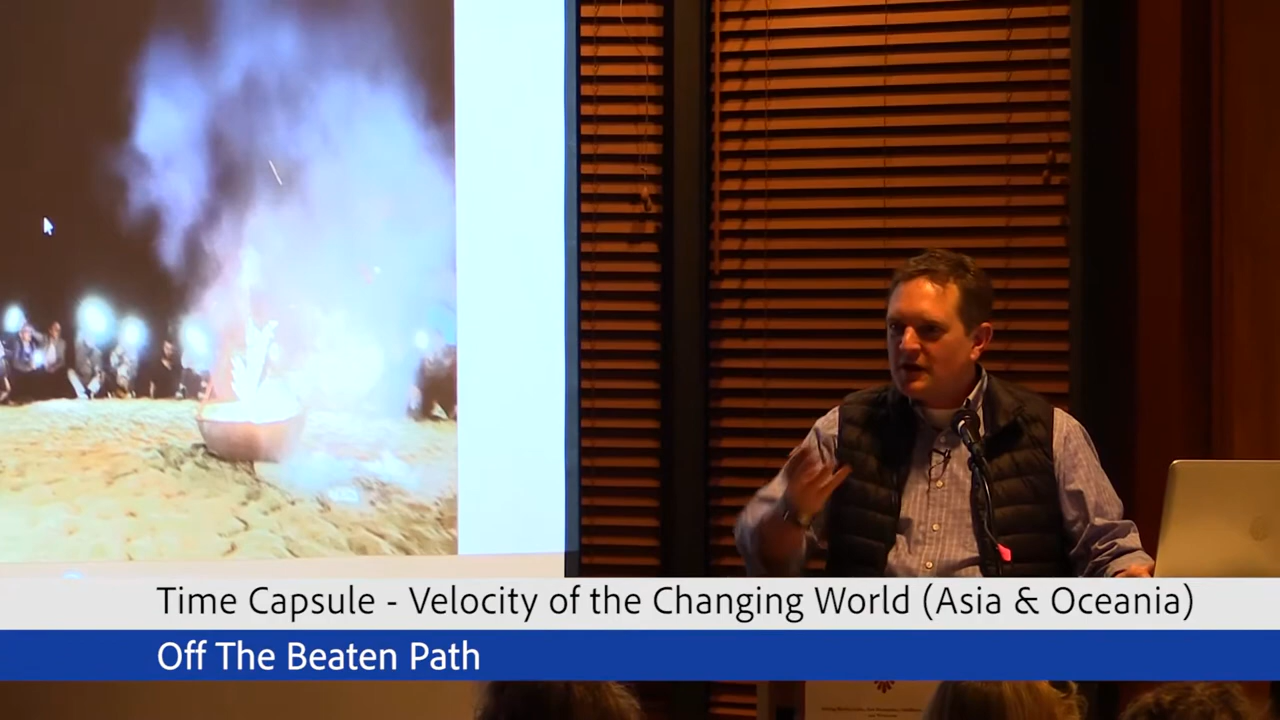 Time Capsule - Velocity of the Changing World (Asia & Oceania)
Off The Beaten Path